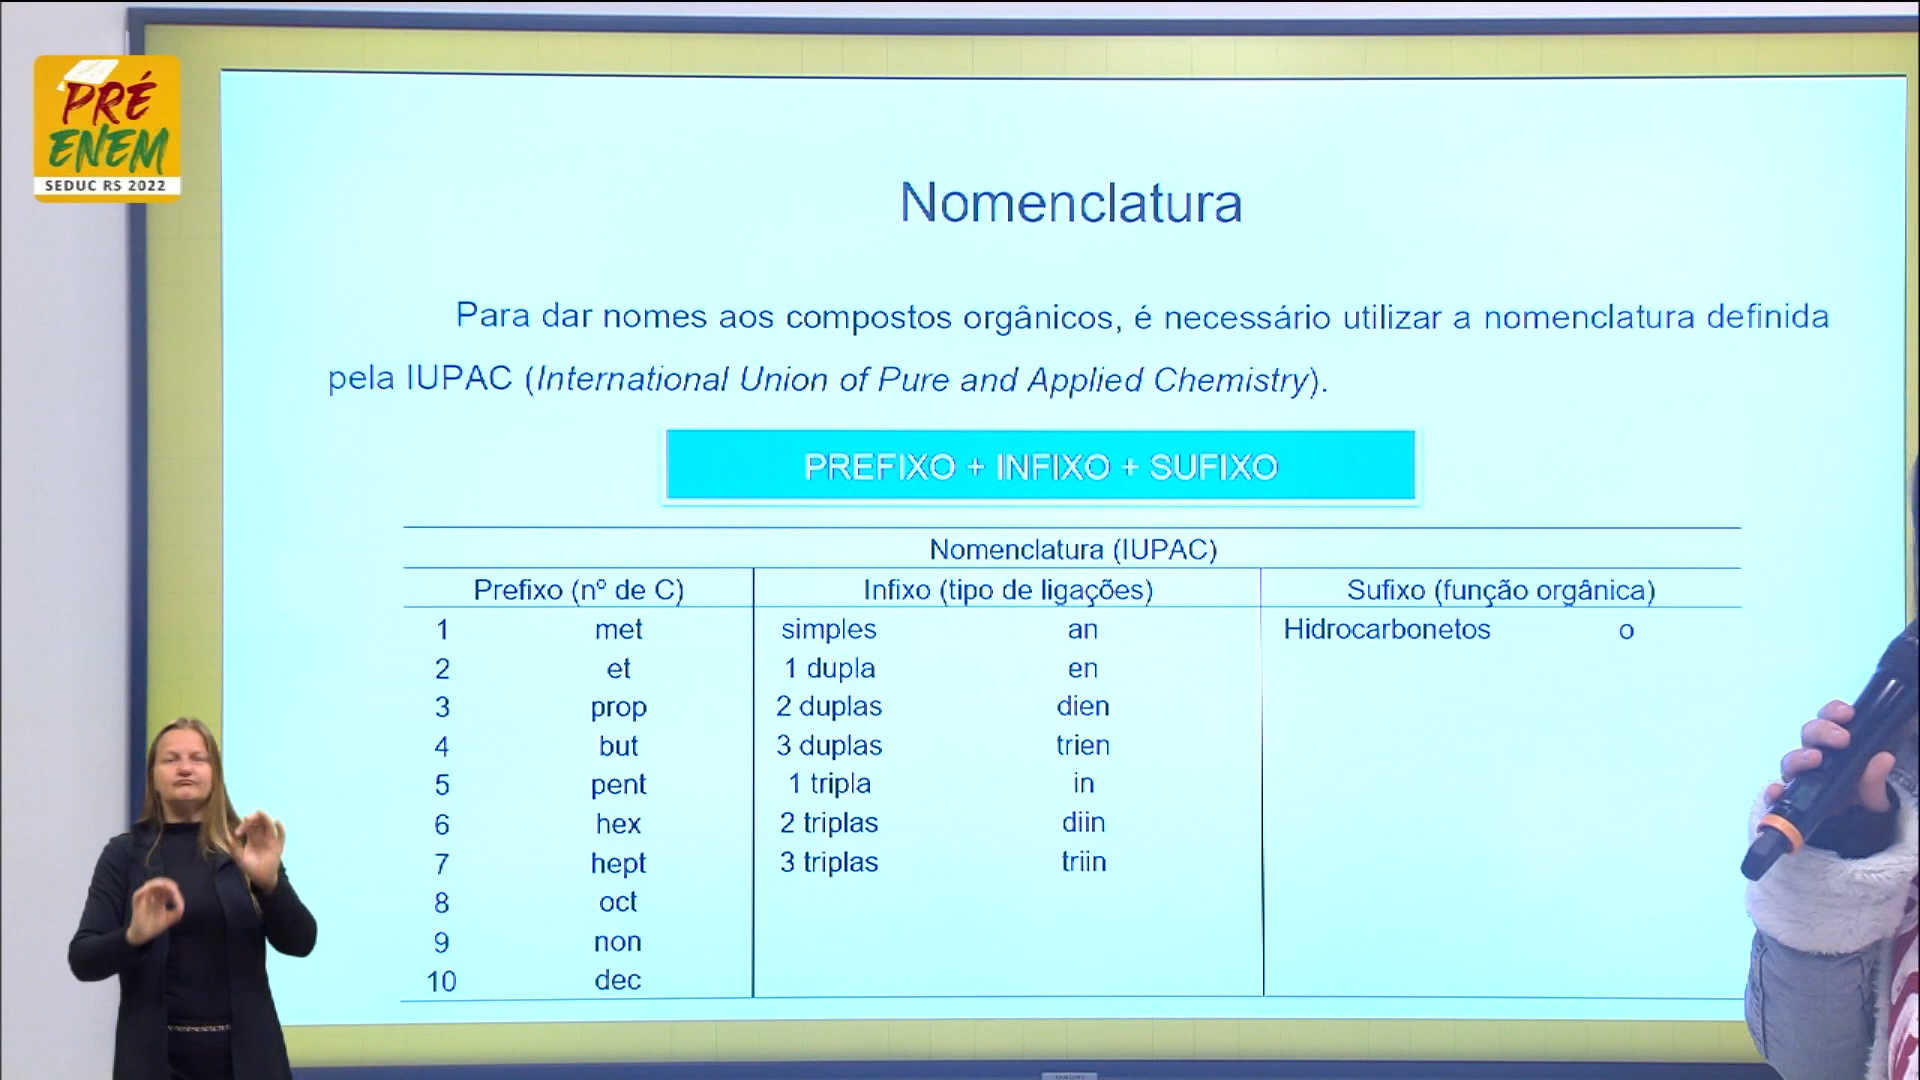 PRÉ
ENEM
SEDUC RS 2022
Nomenclatura
Para dar nomes aos compostos orgânicos, é necessário utilizar a nomenclatura definida
pela IUPAC (International Union of Pure and Applied Chemistry).
PREFIXO + INFIXO + SUFIXO
Nomenclatura (IUPAC)
Prefixo (nº de C) Infixo (tipo de ligações) Sufixo (função orgânica)
1 met simples an Hidrocarbonetos o
2 et 1 dupla en
3 prop 2 duplas dien
4 but 3 duplas trien
5 pent 1 tripla in
6 hex 2 triplas diin
7 hept 3 triplas triin
8 oct
9 non
10 dec